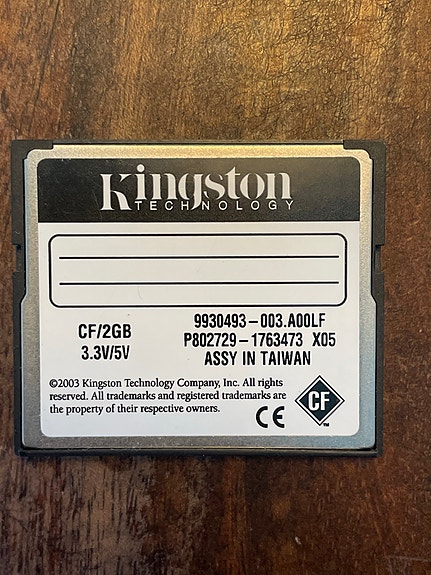 Kingston
TECHNOLOGY
CF/2GB
3.3V/5V
9930493-003.A00LF
P802729-1763473 X05
ASSY IN TAIWAN
©2003 Kingston Technology Company, Inc. All rights
reserved. All trademarks and registered trademarks are
the property of their respective owners.
CE
CF
TM